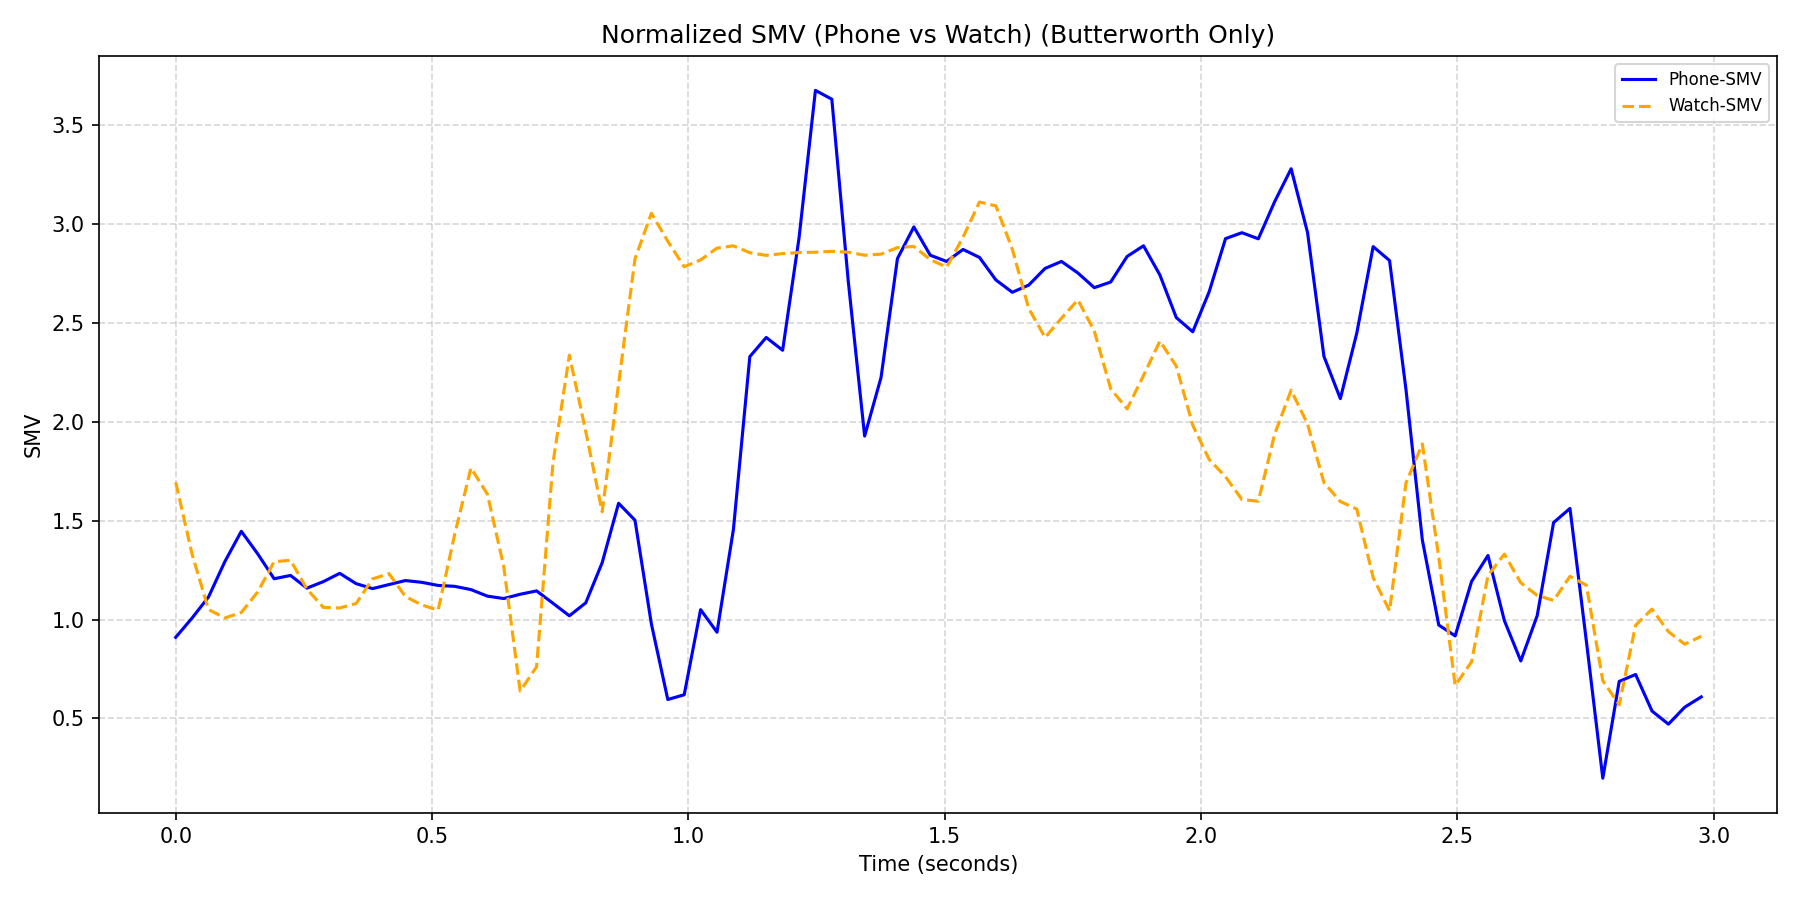 Normalized SMV (Phone vs Watch) (Butterworth Only)
Phone-SMV
Watch-SMV
3.5
3.0
2.5
2.0
1.5
1.0
0.5
SMV
0.0 0.5 1.0 1.5 2.0 2.5 3.0
Time (seconds)